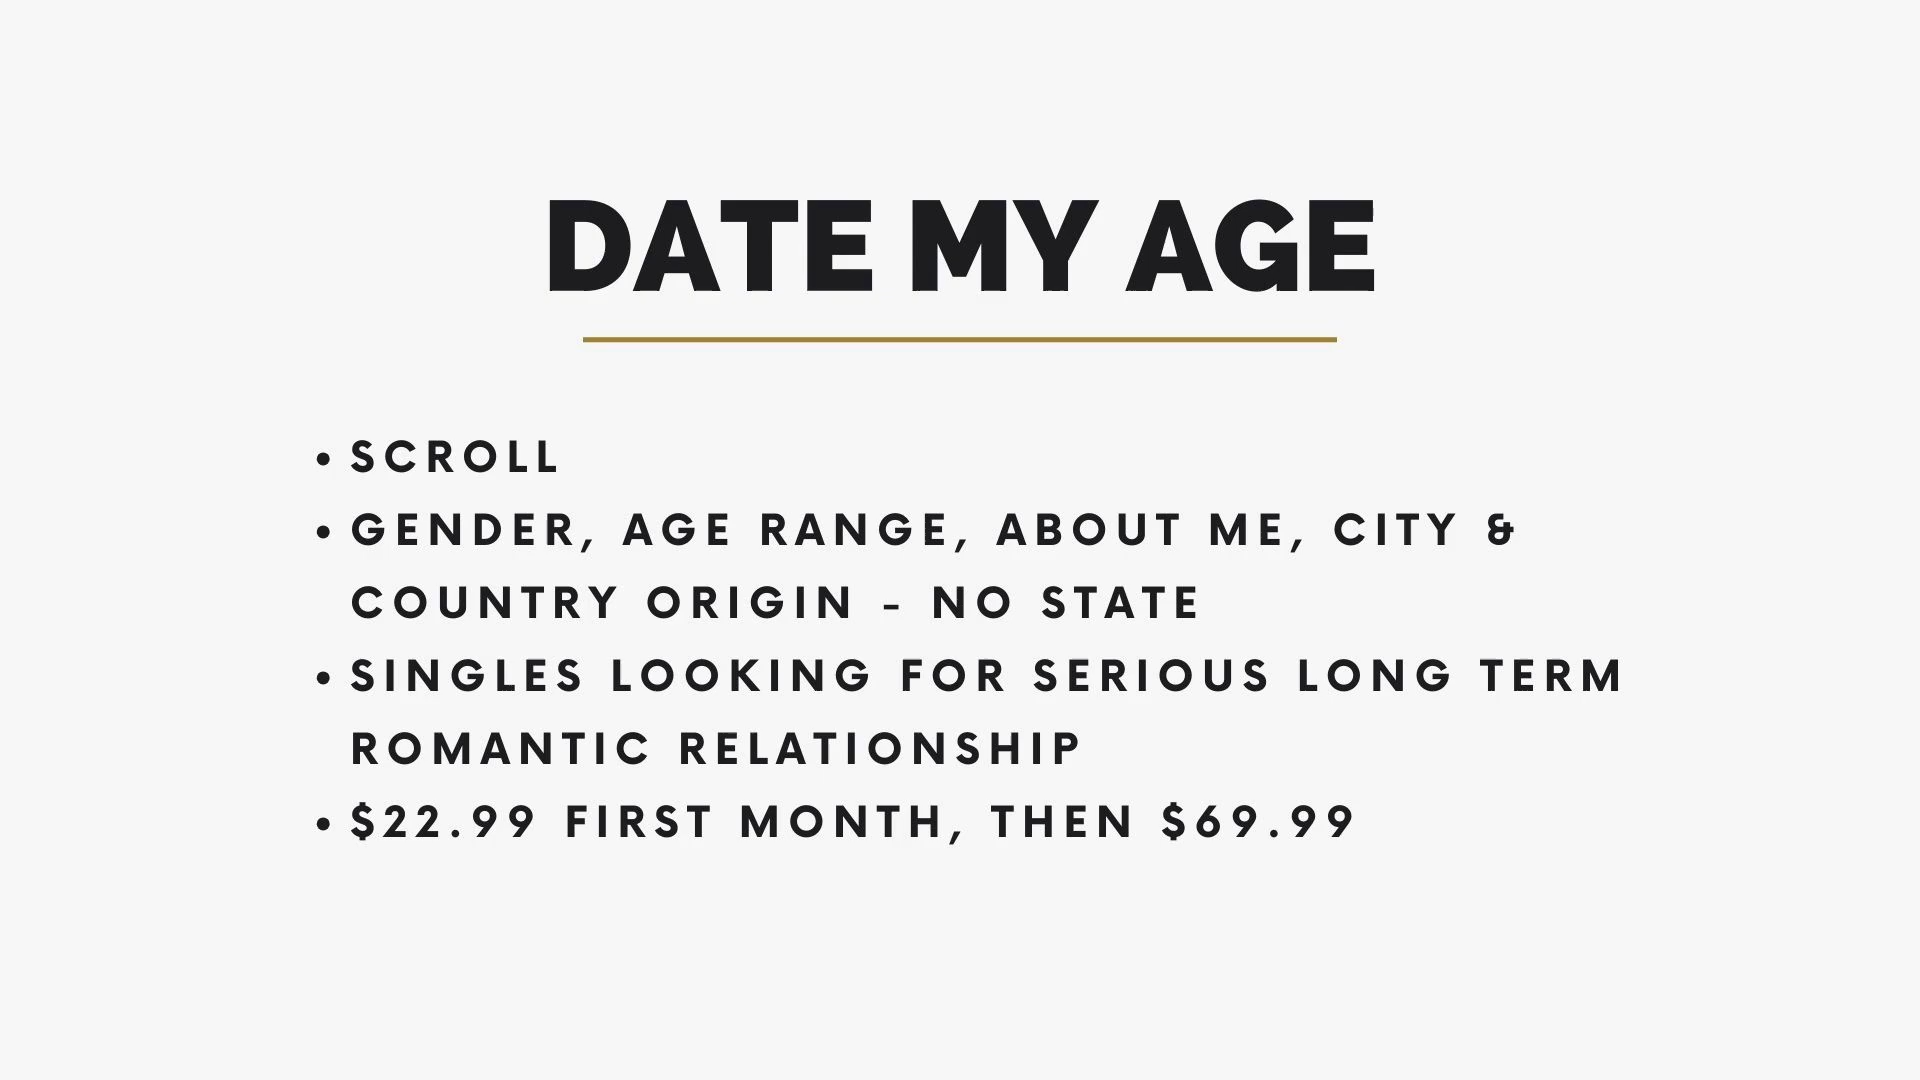 DATE MY AGE
• SCROLL
• GENDER, AGE RANGE, ABOUT ME, CITY &
COUNTRY ORIGIN - NO STATE
• SINGLES LOOKING FOR SERIOUS LONG TERM
ROMANTIC RELATIONSHIP
• $22.99 FIRST MONTH, THEN $69.99